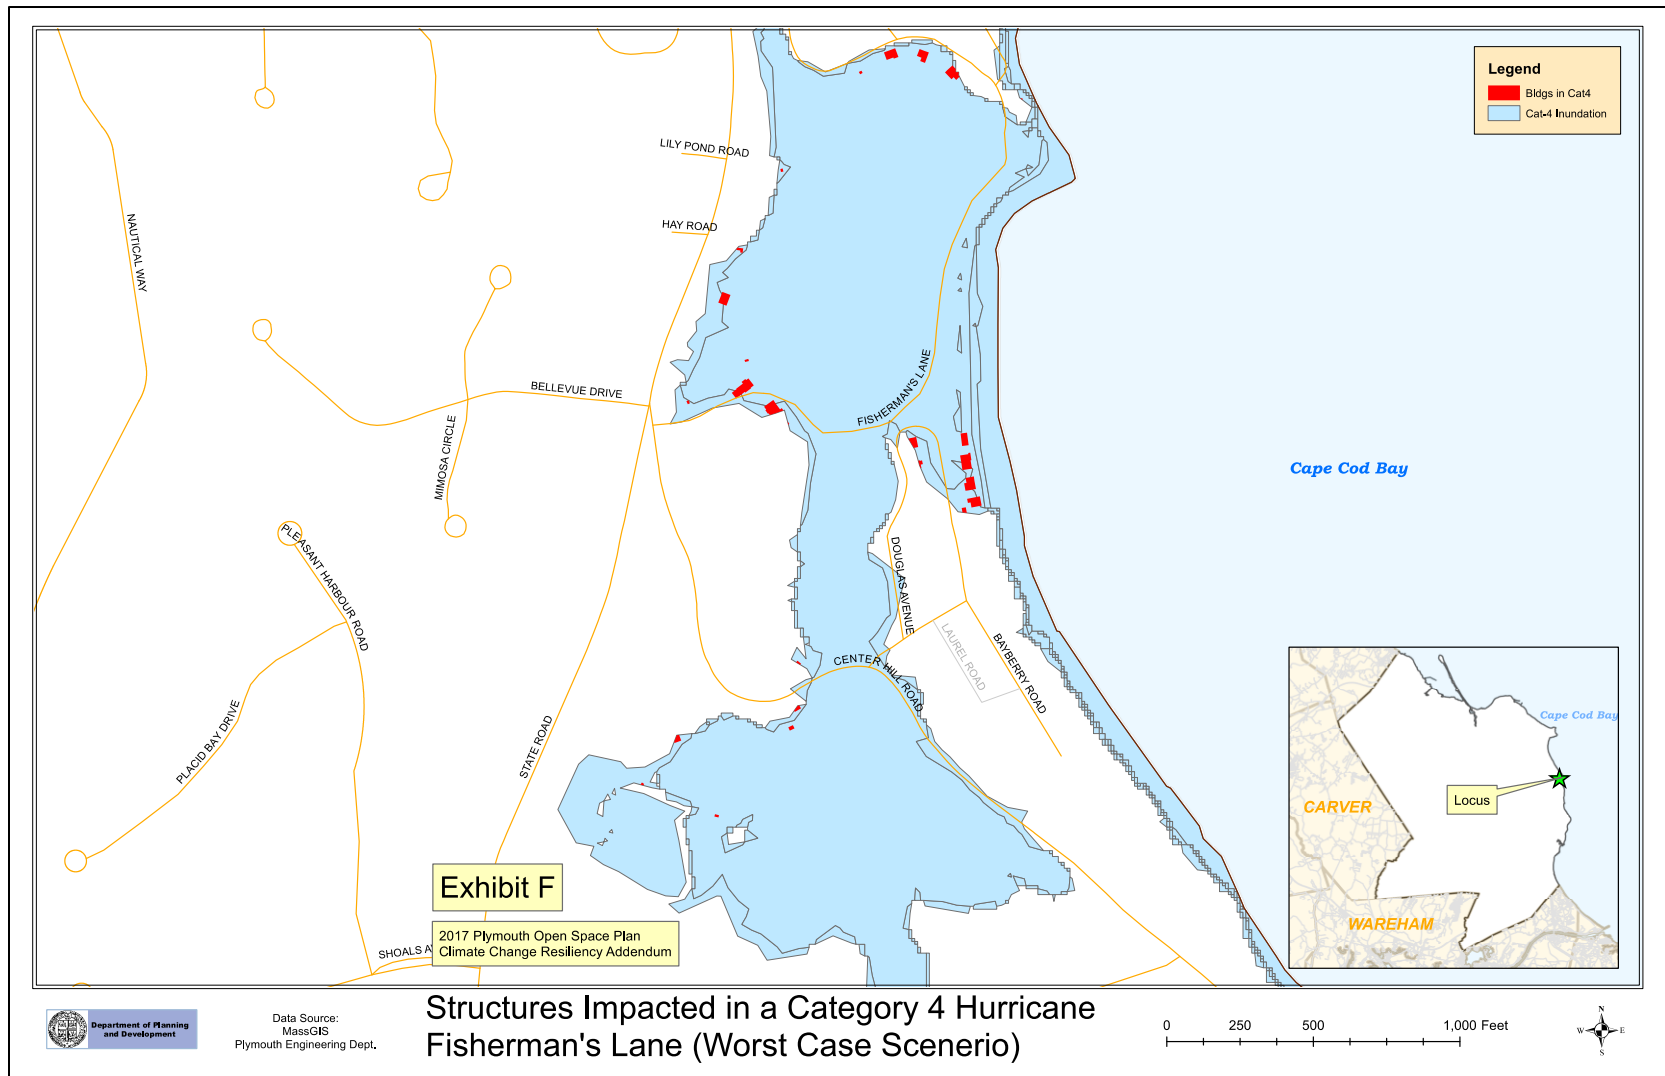 Legend
Bldgs in Cat4
Cat-4 Inundation
LILY POND ROAD
HAY ROAD
NAUTICAL WAY
BELLEVUE DRIVE
MIMOSA CIRCLE
FISHERMAN'S LANE
Cape Cod Bay
PLEASANT HARBOUR ROAD
DOUGLAS AVENUE
LAUREL ROAD
BAYBERRY ROAD
CENTER HILL ROAD
PLACID BAY DRIVE
STATE ROAD
Cape Cod Bay
Locus
CARVER
WAREHAM
Exhibit F
2017 Plymouth Open Space Plan
Climate Change Resiliency Addendum
SHOALS AV
Department of Planning
and Development
Data Source:
MassGIS
Plymouth Engineering Dept.
Structures Impacted in a Category 4 Hurricane
Fisherman's Lane (Worst Case Scenerio)
0 250 500 1,000 Feet
N
W E
S